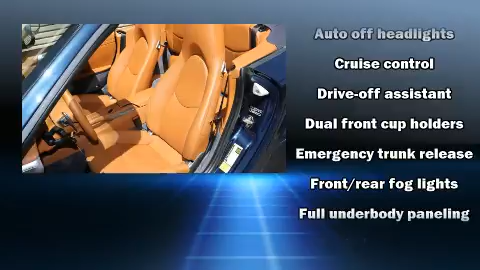 Auto off headlights
Cruise control
Drive-off assistant
Dual front cup holders
Emergency trunk release
Front/rear fog lights
Full underbody paneling